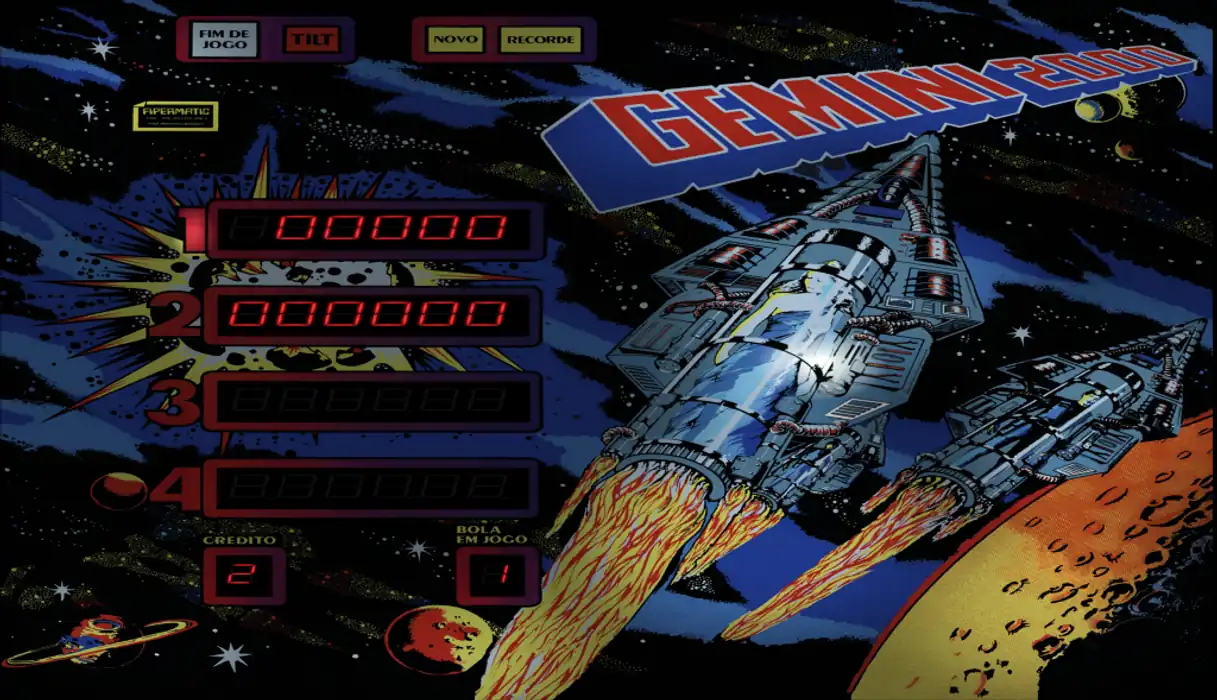 FIM DE
JOGO
TILT
NOVO
RECORDE
GEMINI 2000
FIPERMATIC
1
00000
2
000000
3
4
CREDITO
BOLA
EM JOGO
2
1